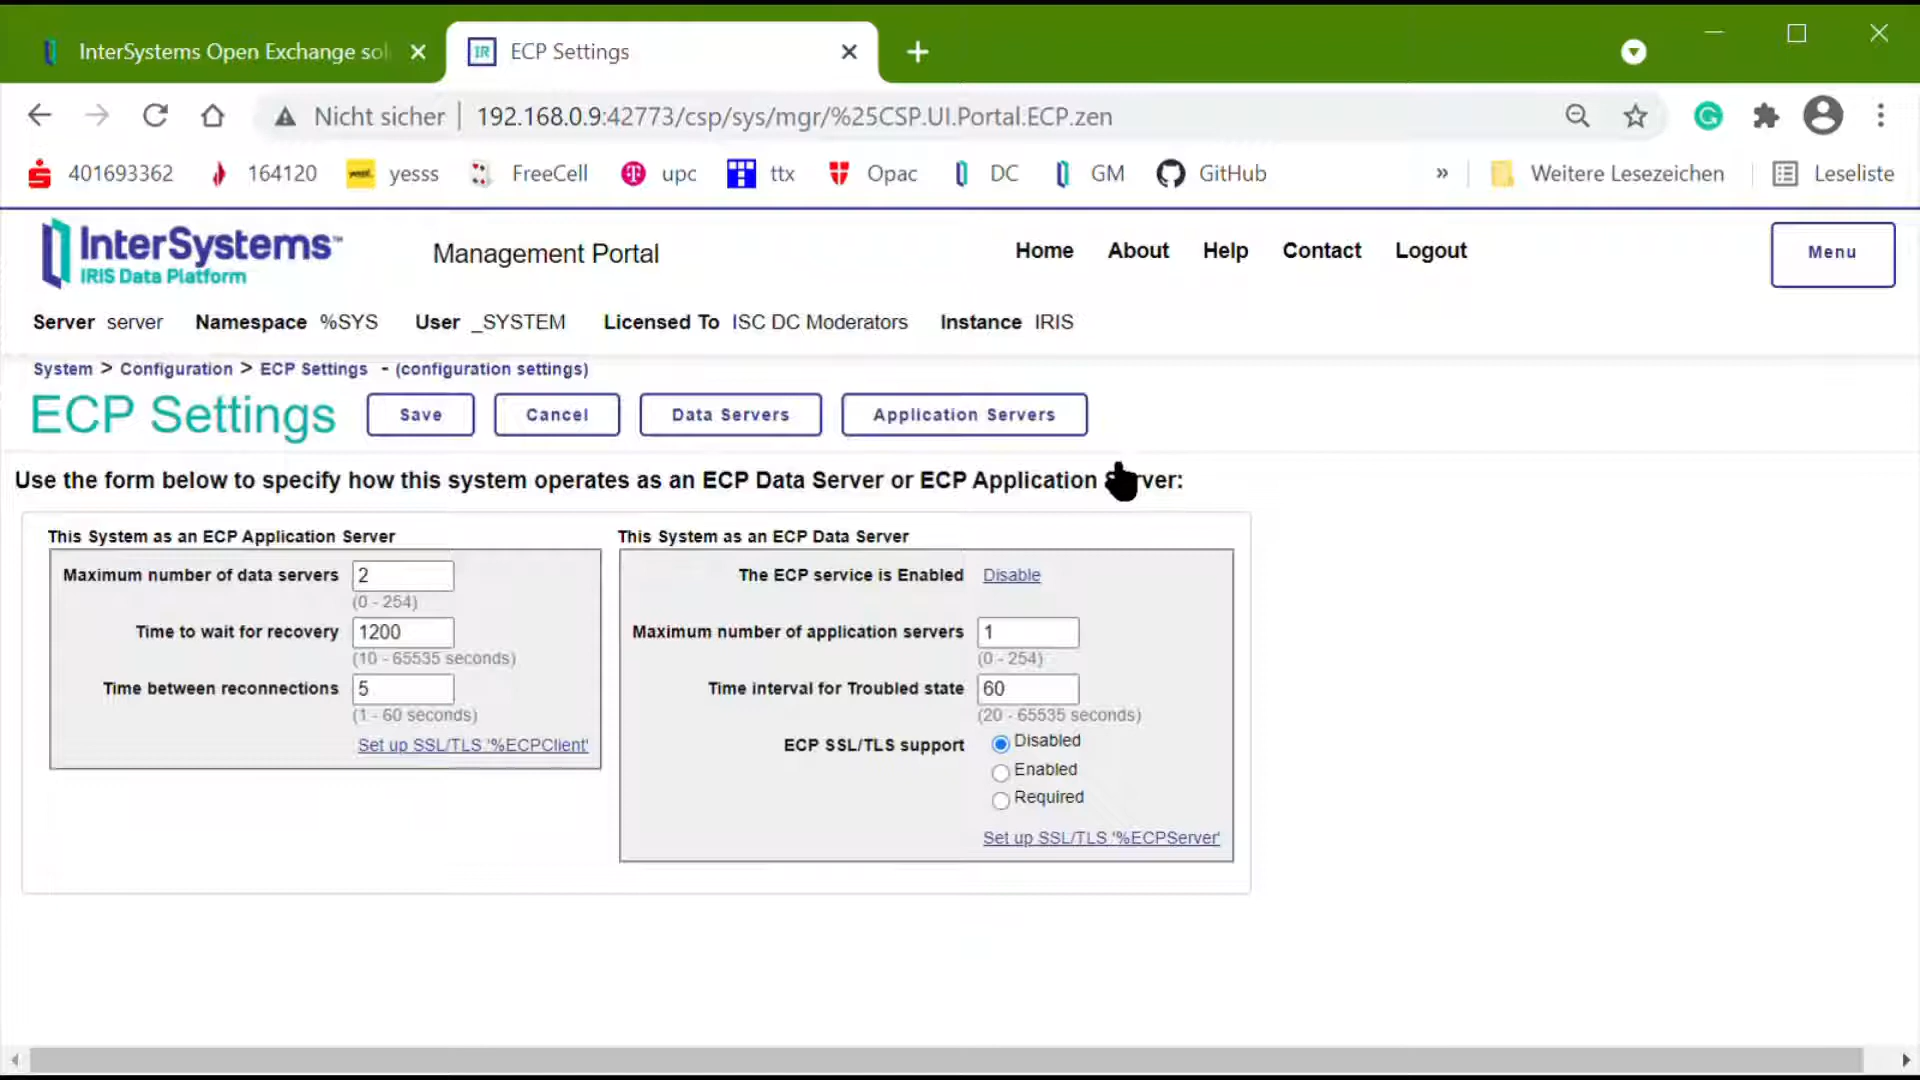 InterSystems Open Exchange sol
IR ECP Settings
Nicht sicher 192.168.0.9:42773/csp/sys/mgr/%25CSP.UI.Portal.ECP.zen
401693362 164120 yesss FreeCell upc ttx Opac DC GM GitHub » Weitere Lesezeichen Leseliste
InterSystems™
IRIS Data Platform
Management Portal
Home About Help Contact Logout
Menu
Server server Namespace %SYS User _SYSTEM Licensed To ISC DC Moderators Instance IRIS
System > Configuration > ECP Settings - (configuration settings)
ECP Settings Save Cancel Data Servers Application Servers
Use the form below to specify how this system operates as an ECP Data Server or ECP Application Server:
This System as an ECP Application Server
Maximum number of data servers 2
(0 - 254)
Time to wait for recovery 1200
(10 - 65535 seconds)
Time between reconnections 5
(1 - 60 seconds)
Set up SSL/TLS '%ECPClient'
This System as an ECP Data Server
The ECP service is Enabled Disable
Maximum number of application servers 1
(0 - 254)
Time interval for Troubled state 60
(20 - 65535 seconds)
ECP SSL/TLS support Disabled
Enabled
Required
Set up SSL/TLS '%ECPServer'